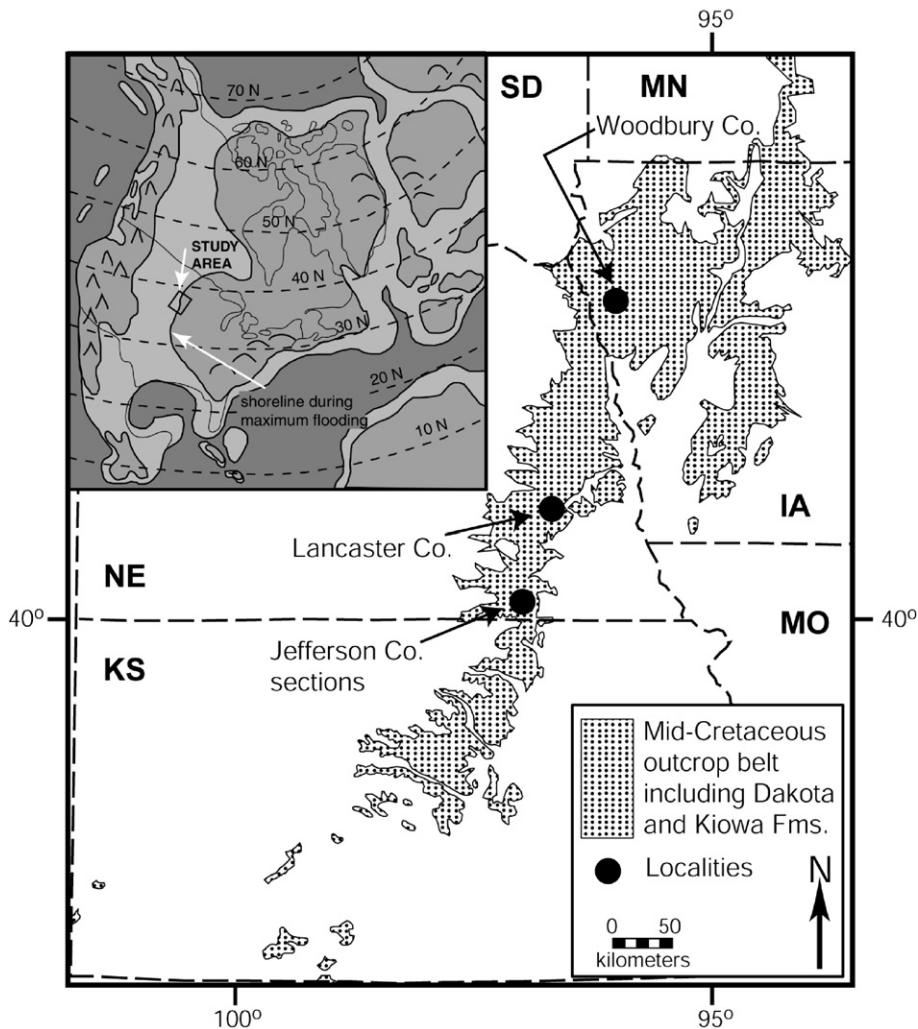 95°
70 N
60 N
50 N
STUDY
AREA
40 N
30 N
20 N
shoreline during
maximum flooding
10 N
SD
MN
Woodbury Co.
IA
Lancaster Co.
NE
40°
40°
MO
Jefferson Co.
sections
KS
Mid-Cretaceous
outcrop belt
including Dakota
and Kiowa Fms.
Localities
N
0 50
kilometers
100°
95°